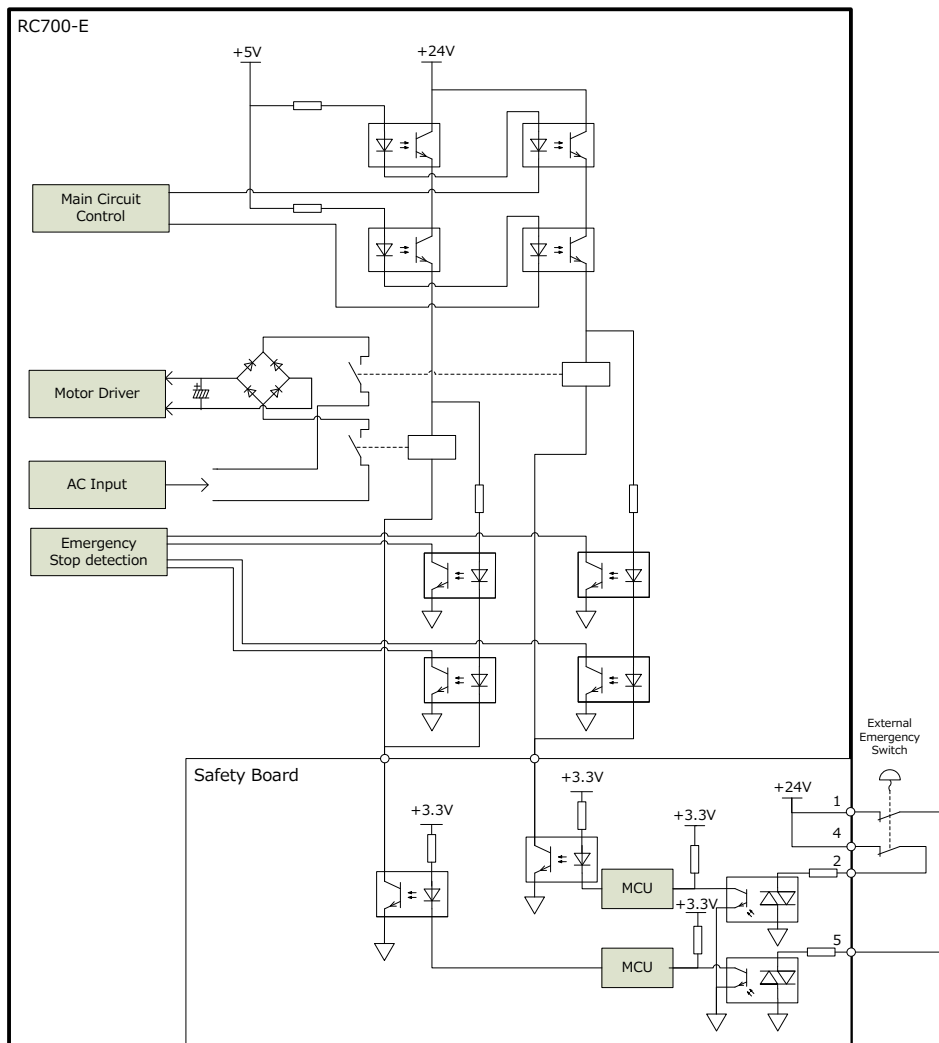 RC700-E
+5V
+24V
Main Circuit
Control
Motor Driver
AC Input
Emergency
Stop detection
External
Emergency
Switch
Safety Board
+3.3V
+24V
1
+3.3V
+3.3V
4
2
MCU
+3.3V
5
MCU